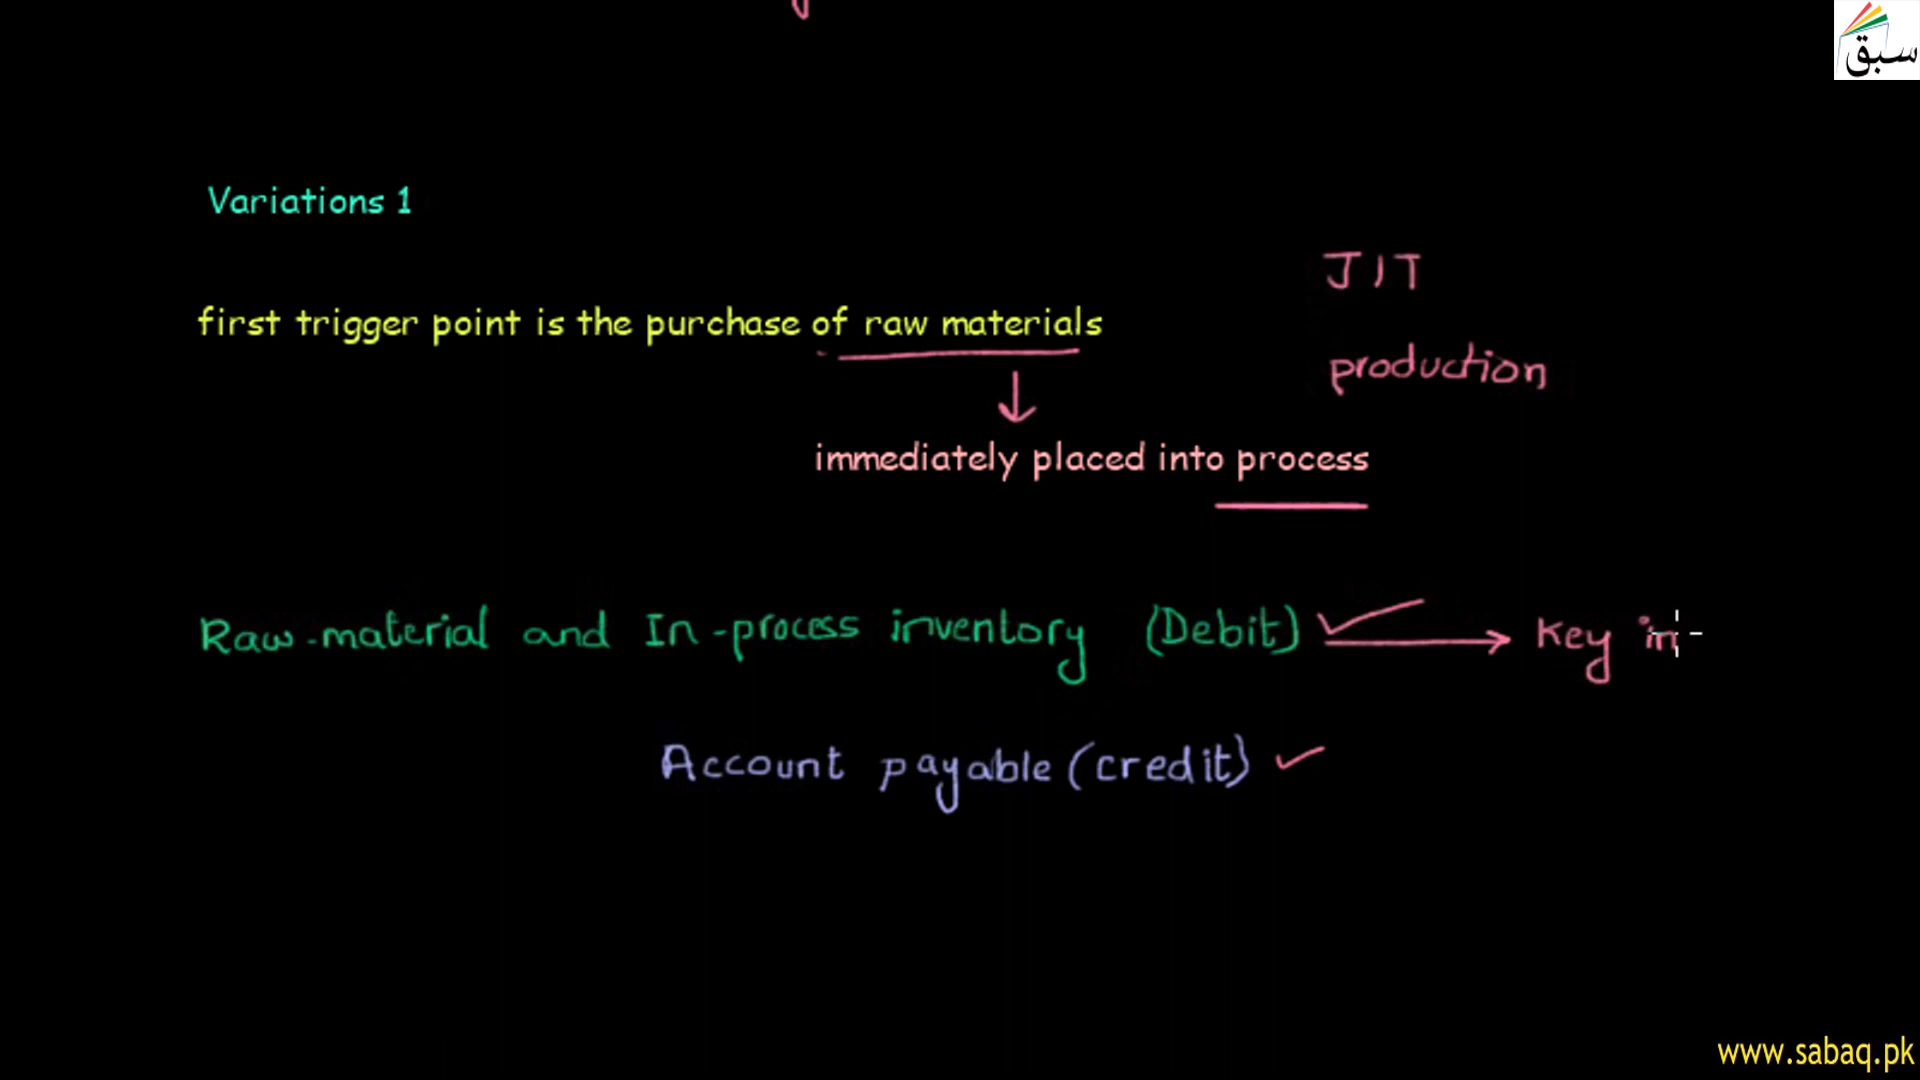 سبق
Variations 1
JIT
first trigger point is the purchase of raw materials
production
immediately placed into process
Raw-material and In-process inventory (Debit) Key in
Account payable (credit)
www.sabaq.pk